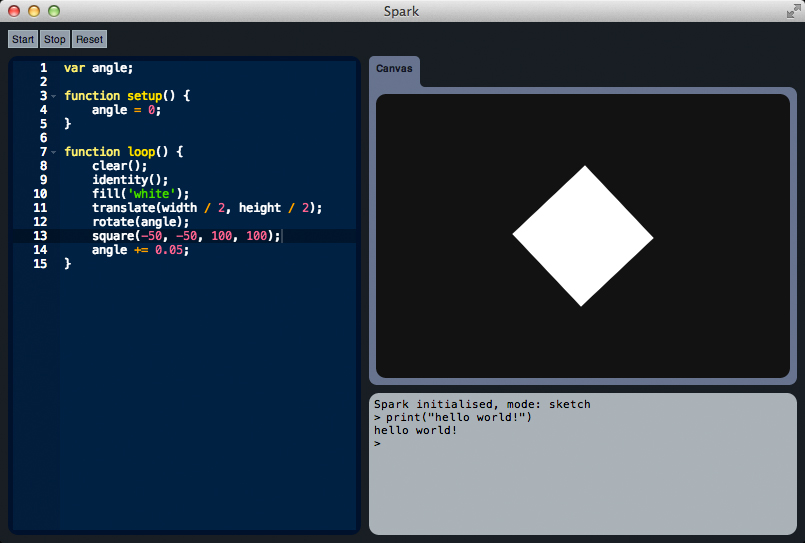 Spark
Start Stop Reset
1 var angle;
2
3 function setup() {
4     angle = 0;
5 }
6
7 function loop() {
8     clear();
9     identity();
10     fill('white');
11     translate(width / 2, height / 2);
12     rotate(angle);
13     square(-50, -50, 100, 100);
14     angle += 0.05;
15 }
Canvas
Spark initialised, mode: sketch
> print("hello world!")
hello world!
>